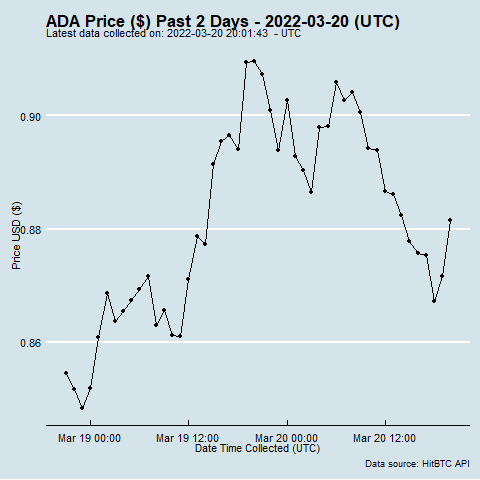 ADA Price ($) Past 2 Days - 2022-03-20 (UTC)
Latest data collected on: 2022-03-20 20:01:43 - UTC
0.90
0.88
0.86
Price USD ($)
Mar 19 00:00 Mar 19 12:00 Mar 20 00:00 Mar 20 12:00
Date Time Collected (UTC)
Data source: HitBTC API